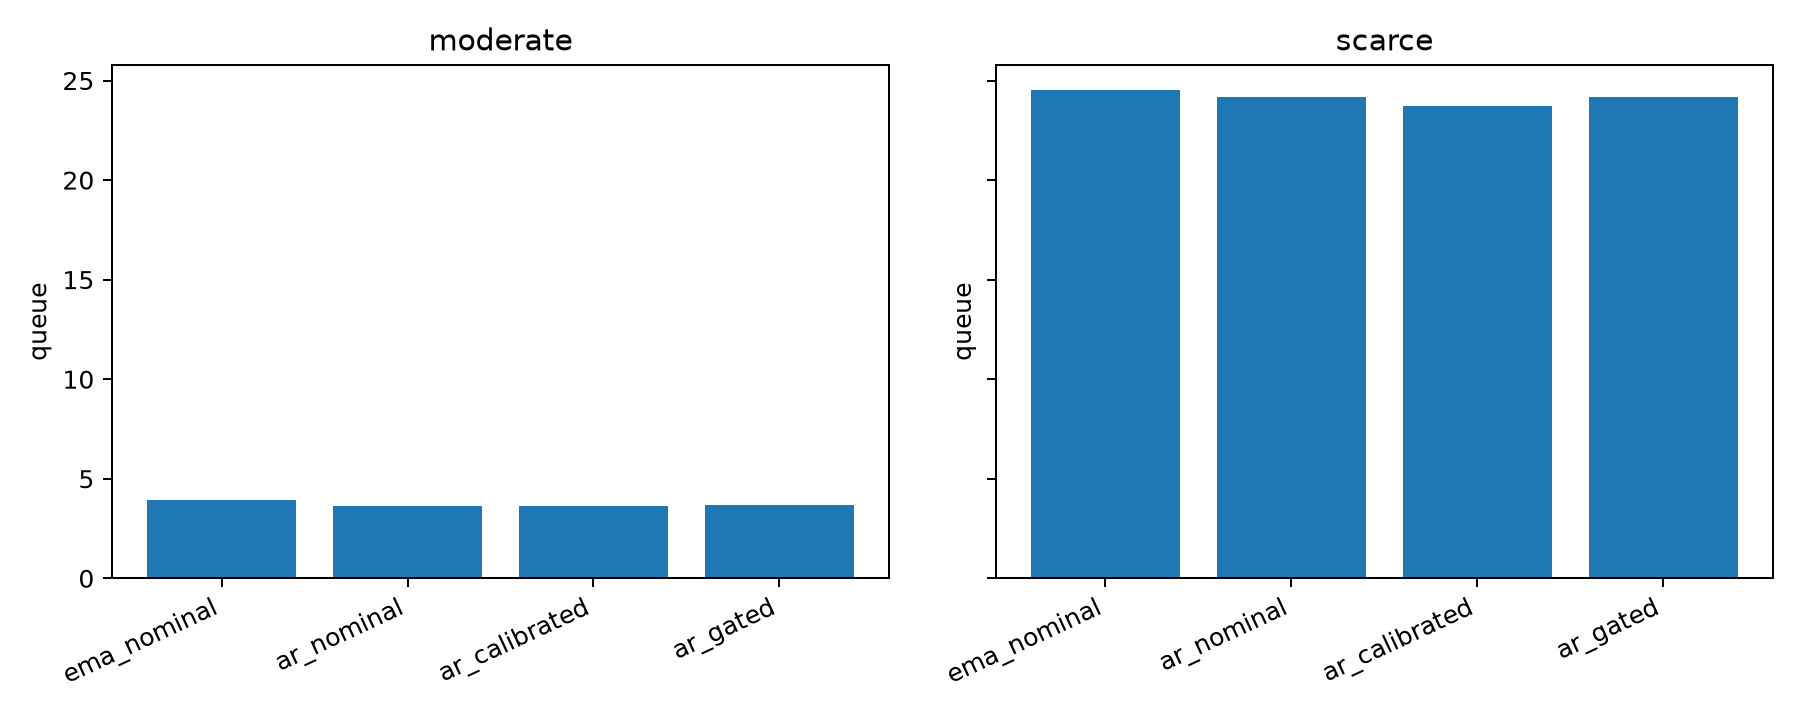 moderate
queue
25
20
15
10
5
0
ema_nominal
ar_nominal
ar_calibrated
ar_gated
scarce
queue
ema_nominal
ar_nominal
ar_calibrated
ar_gated